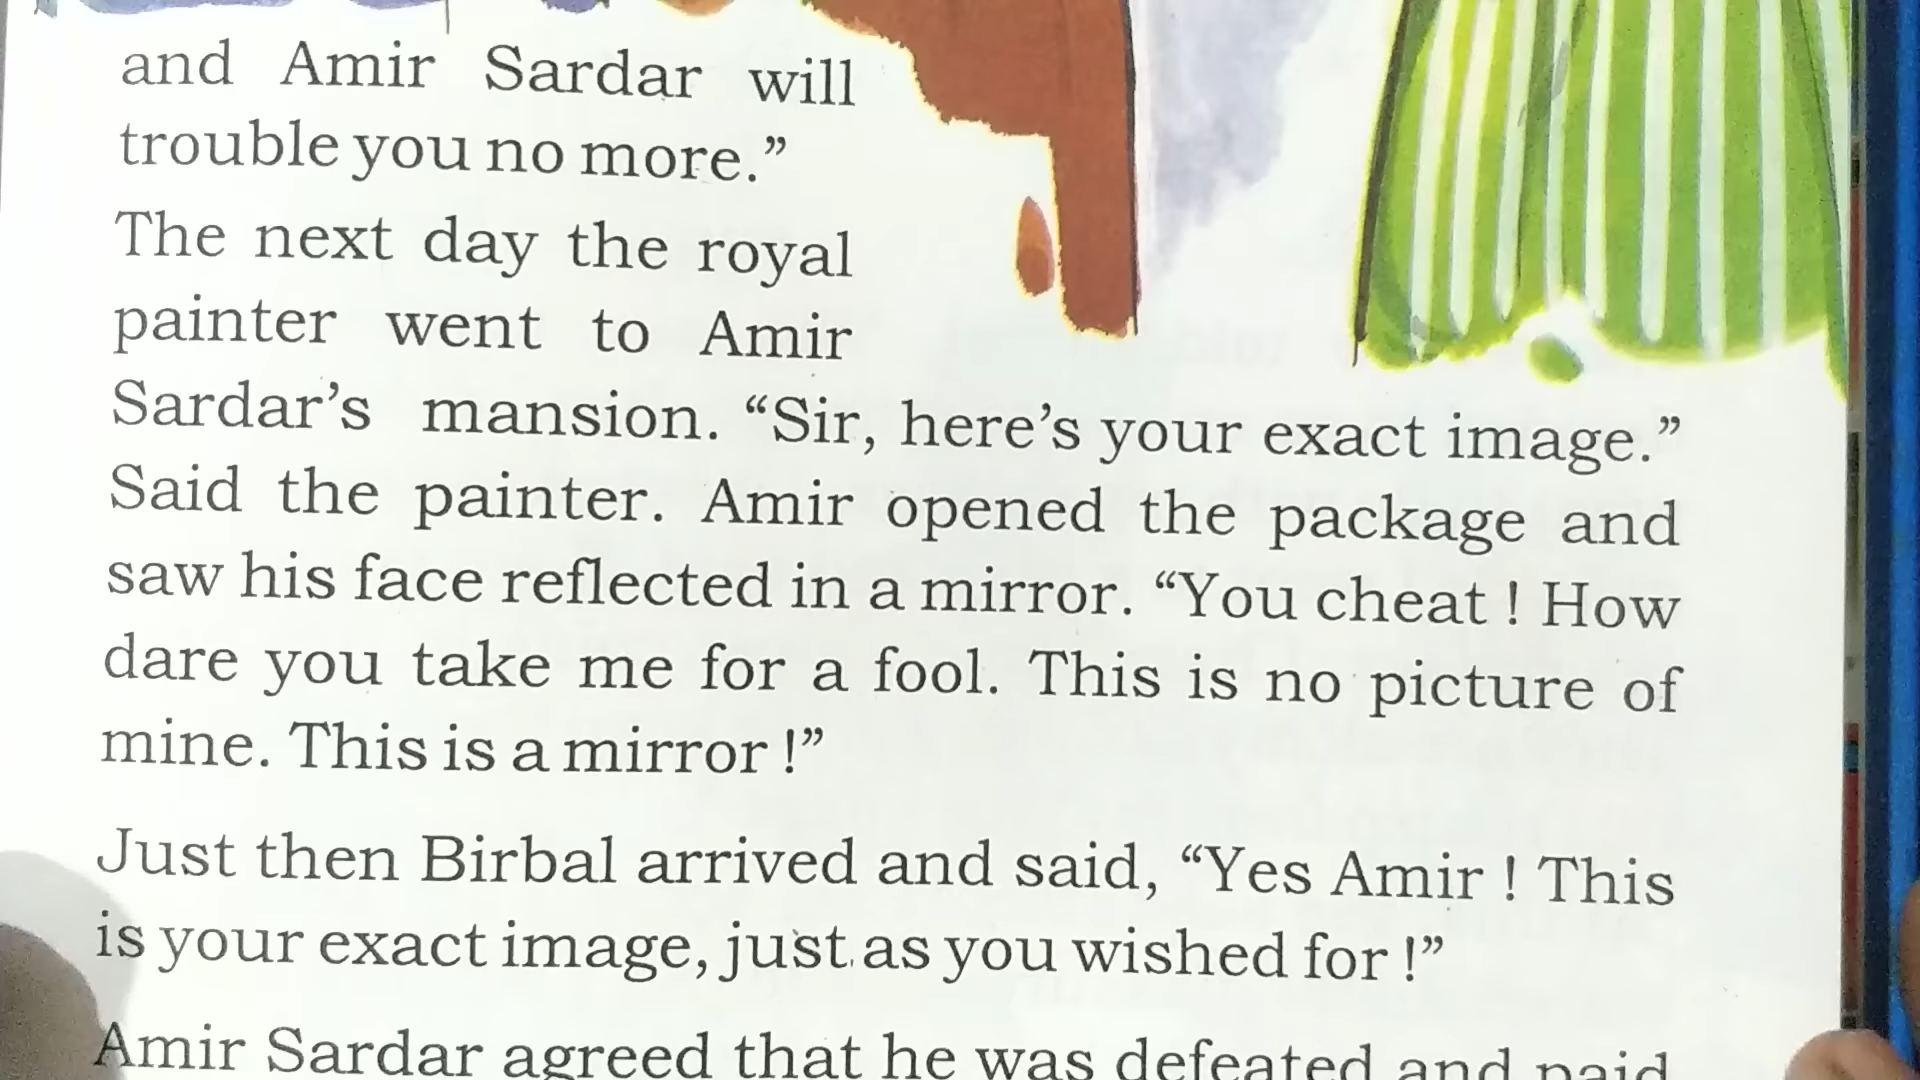 and Amir Sardar will
trouble you no more.”
The next day the royal
painter went to Amir
Sardar’s mansion. “Sir, here’s your exact image.”
Said the painter. Amir opened the package and
saw his face reflected in a mirror. “You cheat ! How
dare you take me for a fool. This is no picture of
mine. This is a mirror !”
Just then Birbal arrived and said, “Yes Amir ! This
is your exact image, just as you wished for !”
Amir Sardar agreed that he was defeated and paid